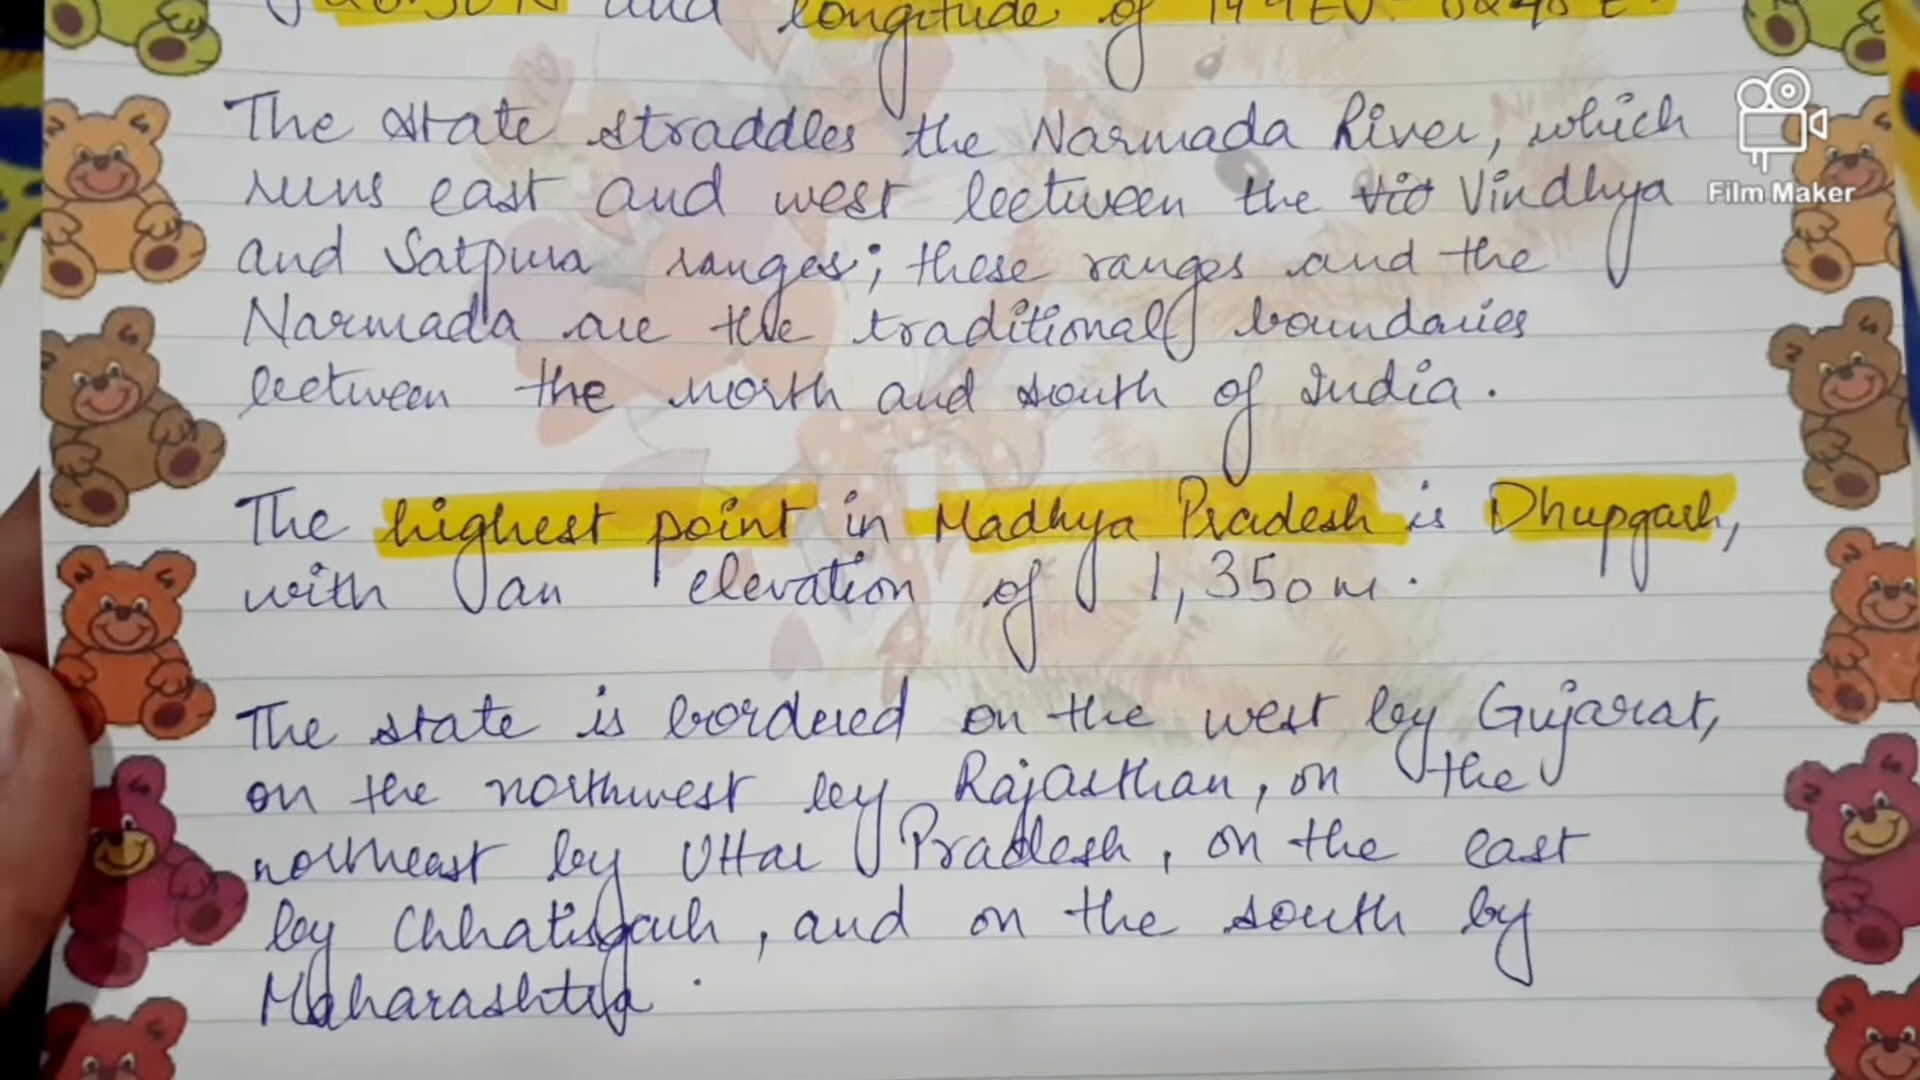 and longitude of
The state straddles the Narmada River, which
runs east and west between the Vindhya
and Satpura ranges; these ranges and the
Narmada are the traditional boundaries
between the north and south of India.
The highest point in Madhya Pradesh is Dhupgarh,
with an elevation of 1,350 m.
The state is bordered on the west by Gujarat,
on the northwest by Rajasthan, on the
northeast by Uttar Pradesh, on the east
by Chhatisgarh, and on the south by
Maharashtra.
Film Maker